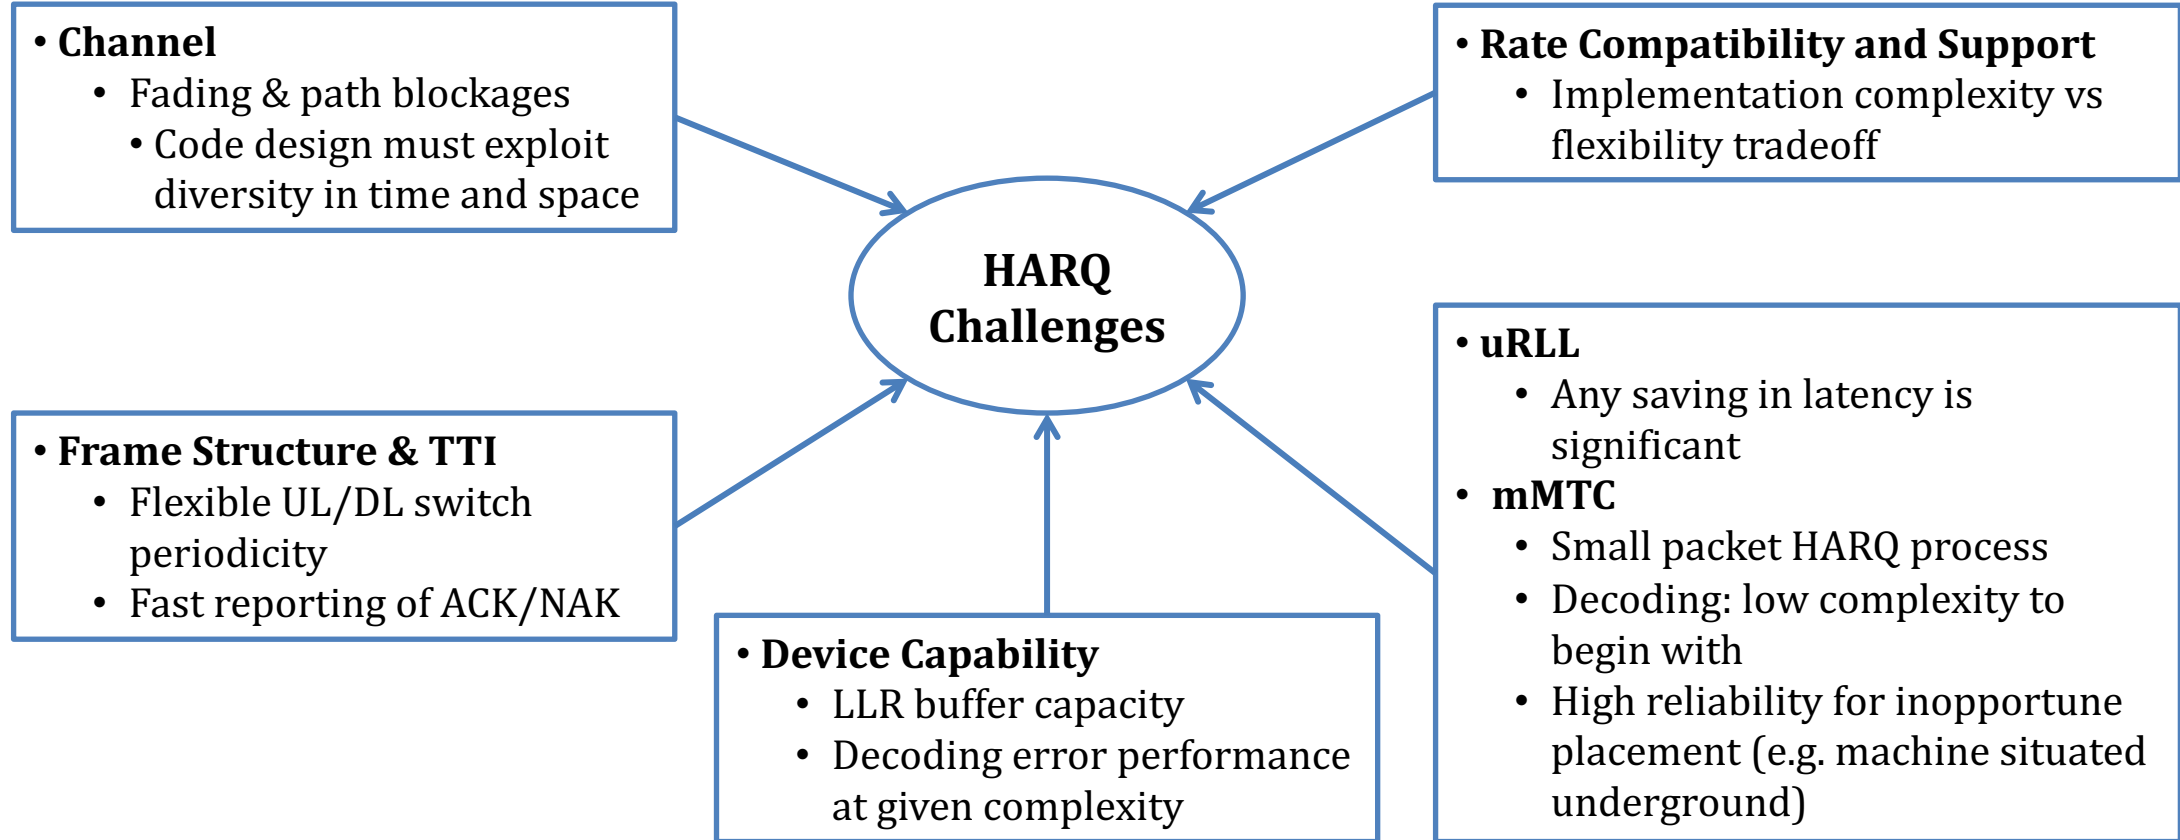 • Channel
• Fading & path blockages
• Code design must exploit
diversity in time and space
• Rate Compatibility and Support
• Implementation complexity vs
flexibility tradeoff
HARQ
Challenges
• Frame Structure & TTI
• Flexible UL/DL switch
periodicity
• Fast reporting of ACK/NAK
• Device Capability
• LLR buffer capacity
• Decoding error performance
at given complexity
• uRLL
• Any saving in latency is
significant
• mMTC
• Small packet HARQ process
• Decoding: low complexity to
begin with
• High reliability for inopportune
placement (e.g. machine situated
underground)